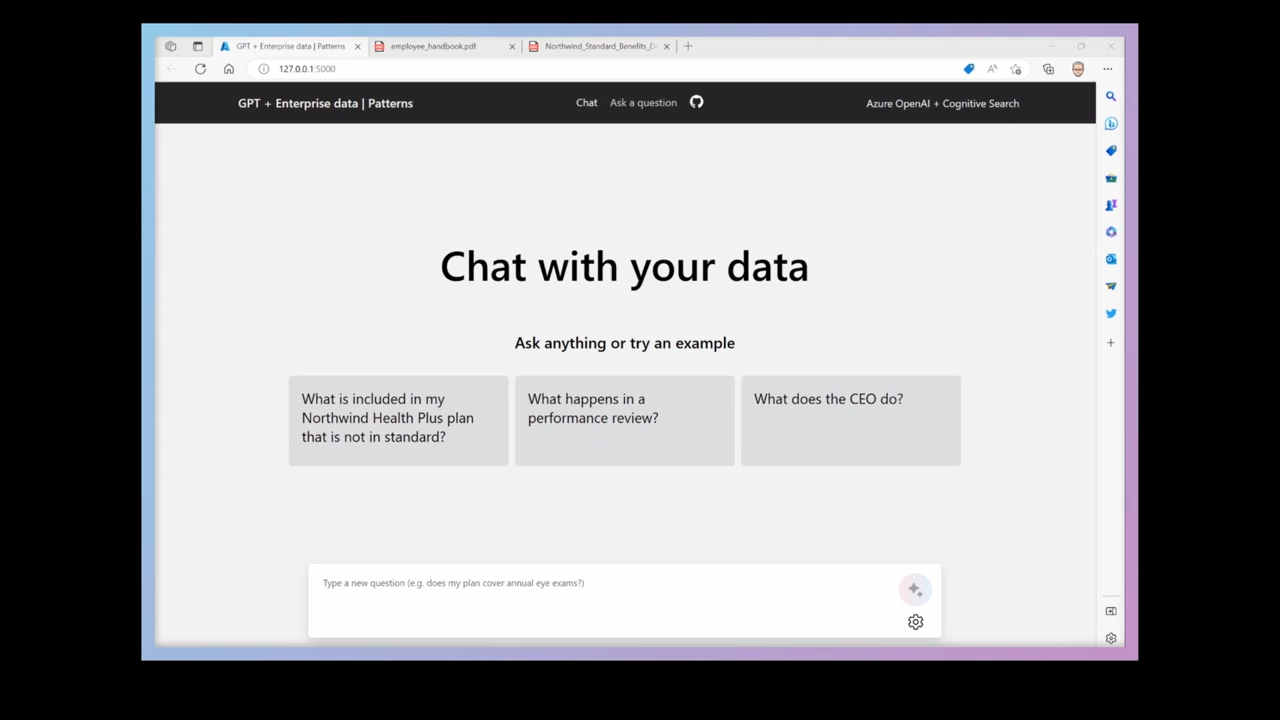 GPT + Enterprise data | Patterns
employee_handbook.pdf
Northwind_Standard_Benefits_D
127.0.0.1:5000
GPT + Enterprise data | Patterns
Chat
Ask a question
Azure OpenAI + Cognitive Search
Chat with your data
Ask anything or try an example
What is included in my
Northwind Health Plus plan
that is not in standard?
What happens in a
performance review?
What does the CEO do?
Type a new question (e.g. does my plan cover annual eye exams?)